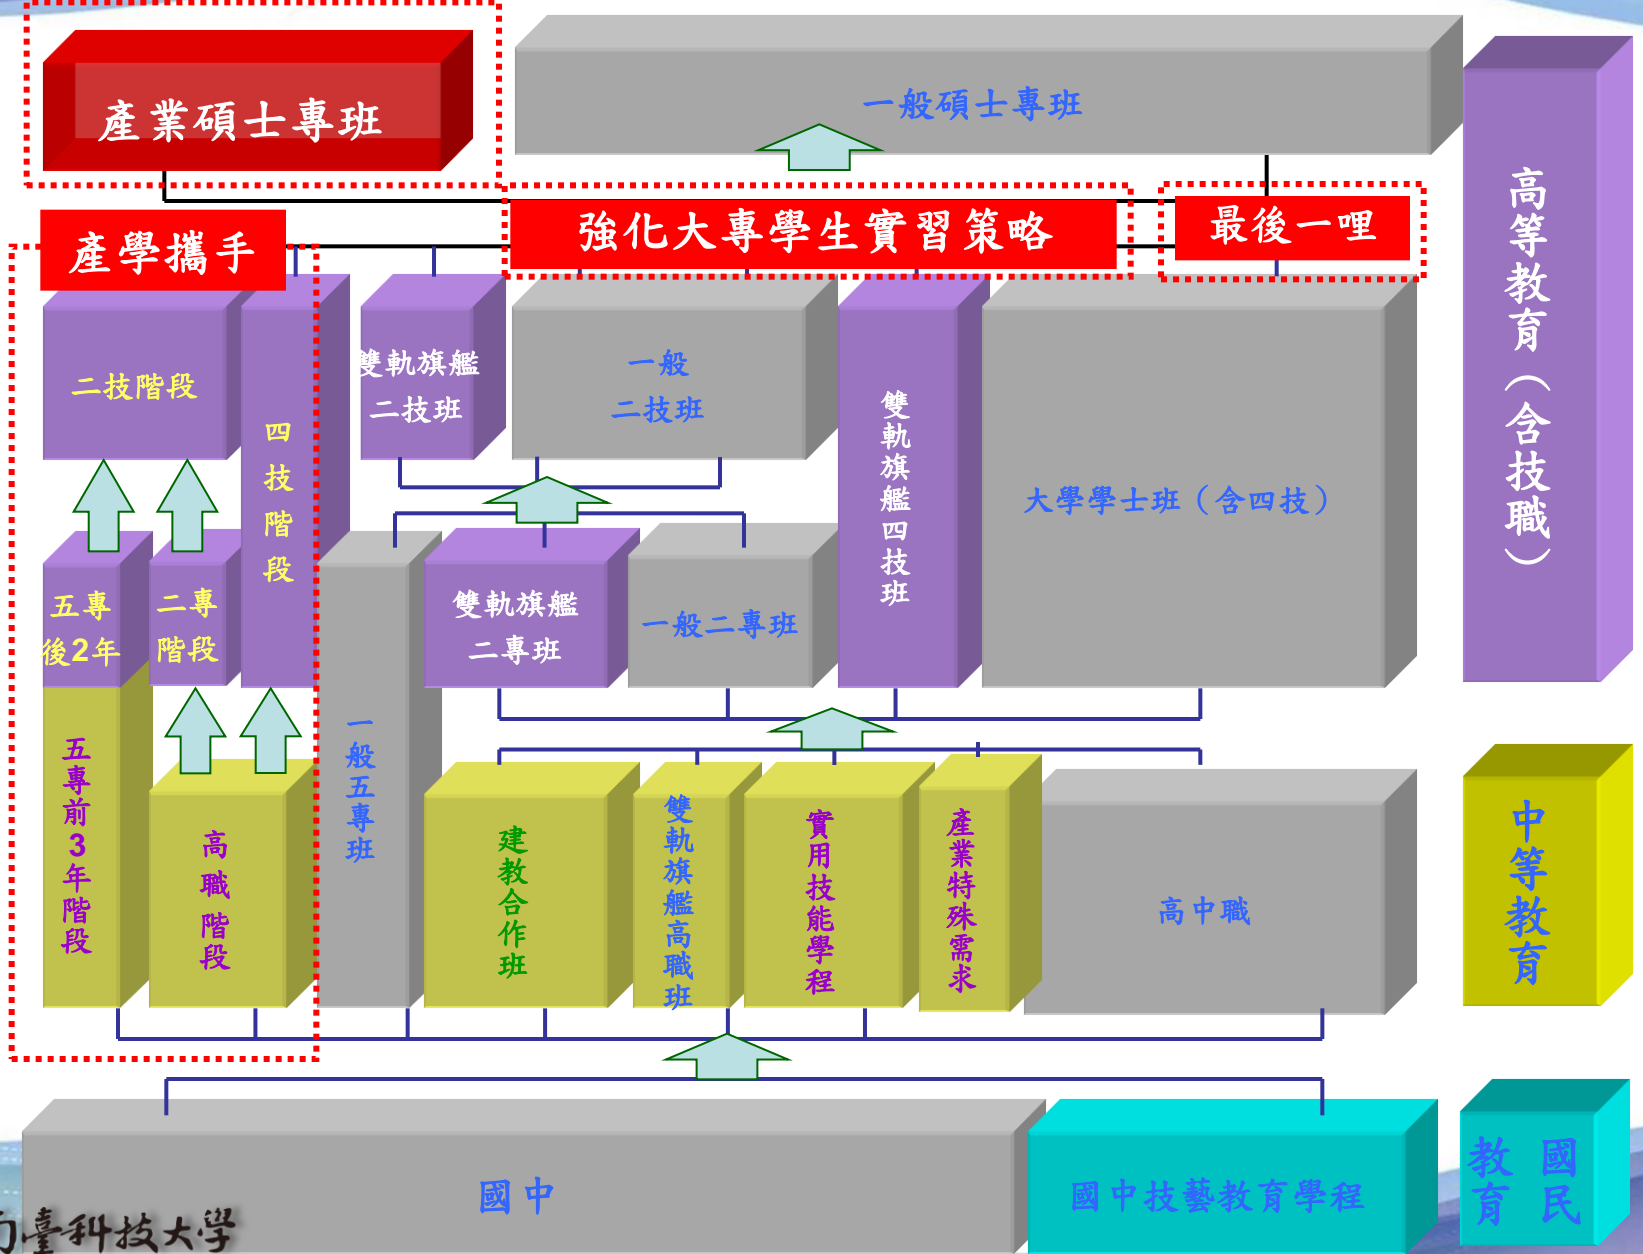 產業碩士專班
一般碩士專班
高等教育（含技職）
產學攜手
強化大專學生實習策略
最後一哩
二技階段
四技階段
雙軌旗艦
二技班
一般
二技班
雙軌旗艦四技班
大學學士班（含四技）
五專
後2年
二專
階段
雙軌旗艦
二專班
一般二專班
五專前3年階段
高職階段
一般五專班
建教合作班
雙軌旗艦高職班
實用技能學程
產業特殊需求
高中職
中等教育
國中
國中技藝教育學程
國民
教育
南臺科技大學